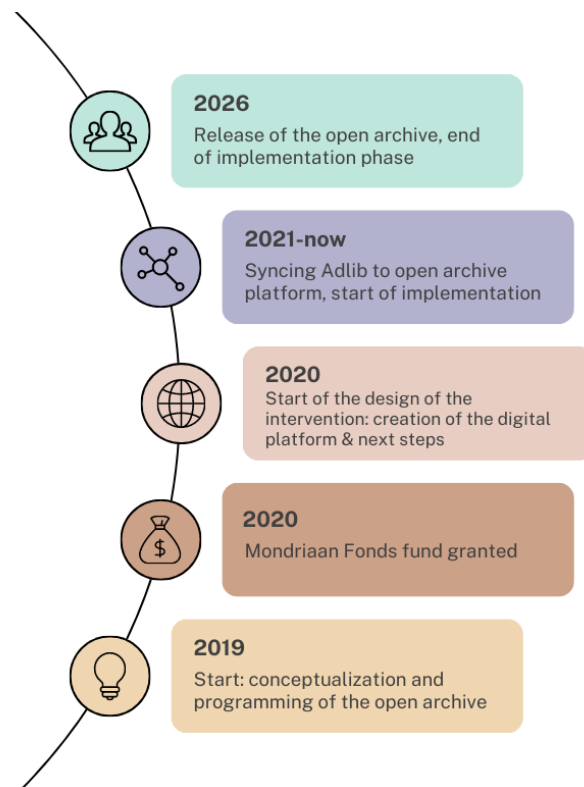 2026
Release of the open archive, end
of implementation phase
2021-now
Syncing Adlib to open archive
platform, start of implementation
2020
Start of the design of the
intervention: creation of the digital
platform & next steps
2020
$
Mondriaan Fonds fund granted
2019
Start: conceptualization and
programming of the open archive